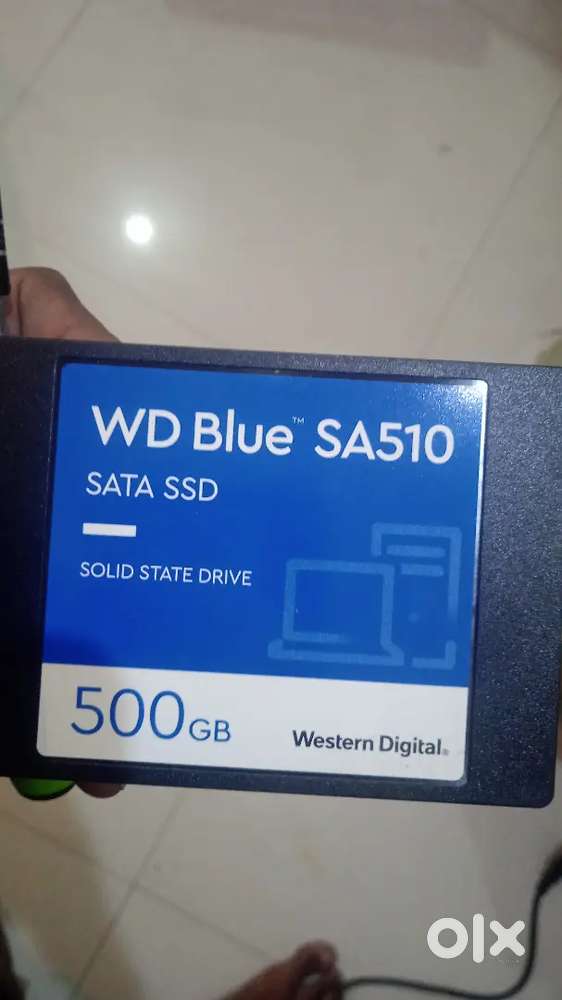 WD Blue™ SA510
SATA SSD
SOLID STATE DRIVE
500GB
Western Digital®
olx